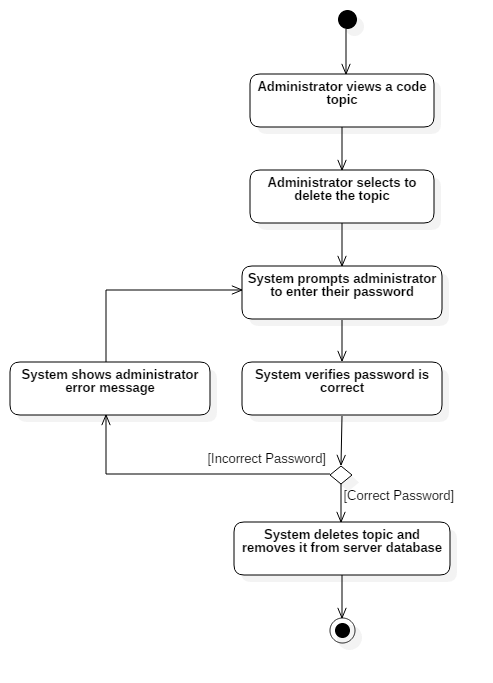 Administrator views a code
topic
Administrator selects to
delete the topic
System prompts administrator
to enter their password
System shows administrator
error message
System verifies password is
correct
[Incorrect Password]
[Correct Password]
System deletes topic and
removes it from server database